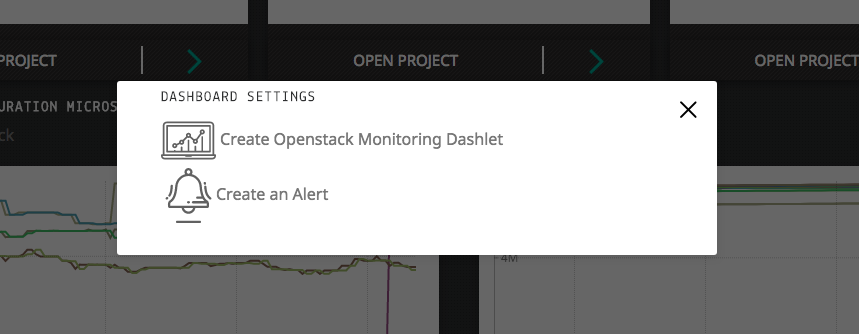 PROJECT
OPEN PROJECT
OPEN PROJECT
URATION MICROS
ck
DASHBOARD SETTINGS
Create Openstack Monitoring Dashlet
Create an Alert
4M